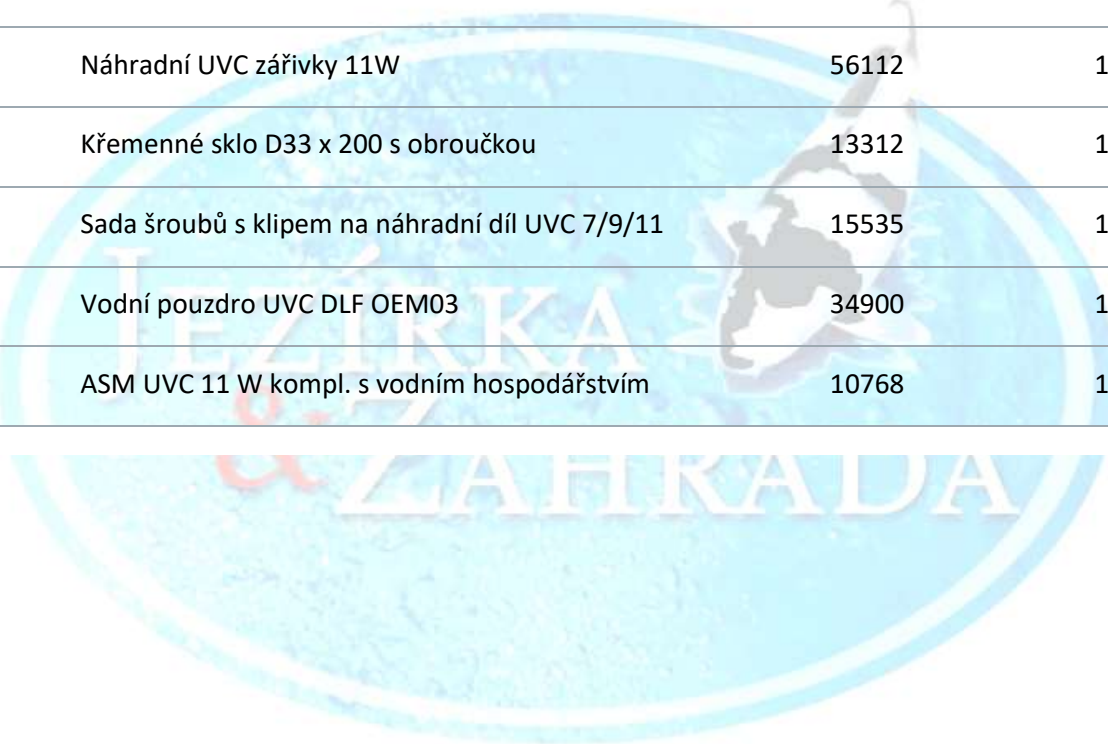 Náhradní UVC zářivky 11W 56112 1
Křemenné sklo D33 x 200 s obroučkou 13312 1
Sada šroubů s klipem na náhradní díl UVC 7/9/11 15535 1
Vodní pouzdro UVC DLF OEM03 34900 1
ASM UVC 11 W kompl. s vodním hospodářstvím 10768 1
JEZÍRKA
& ZAHRADA